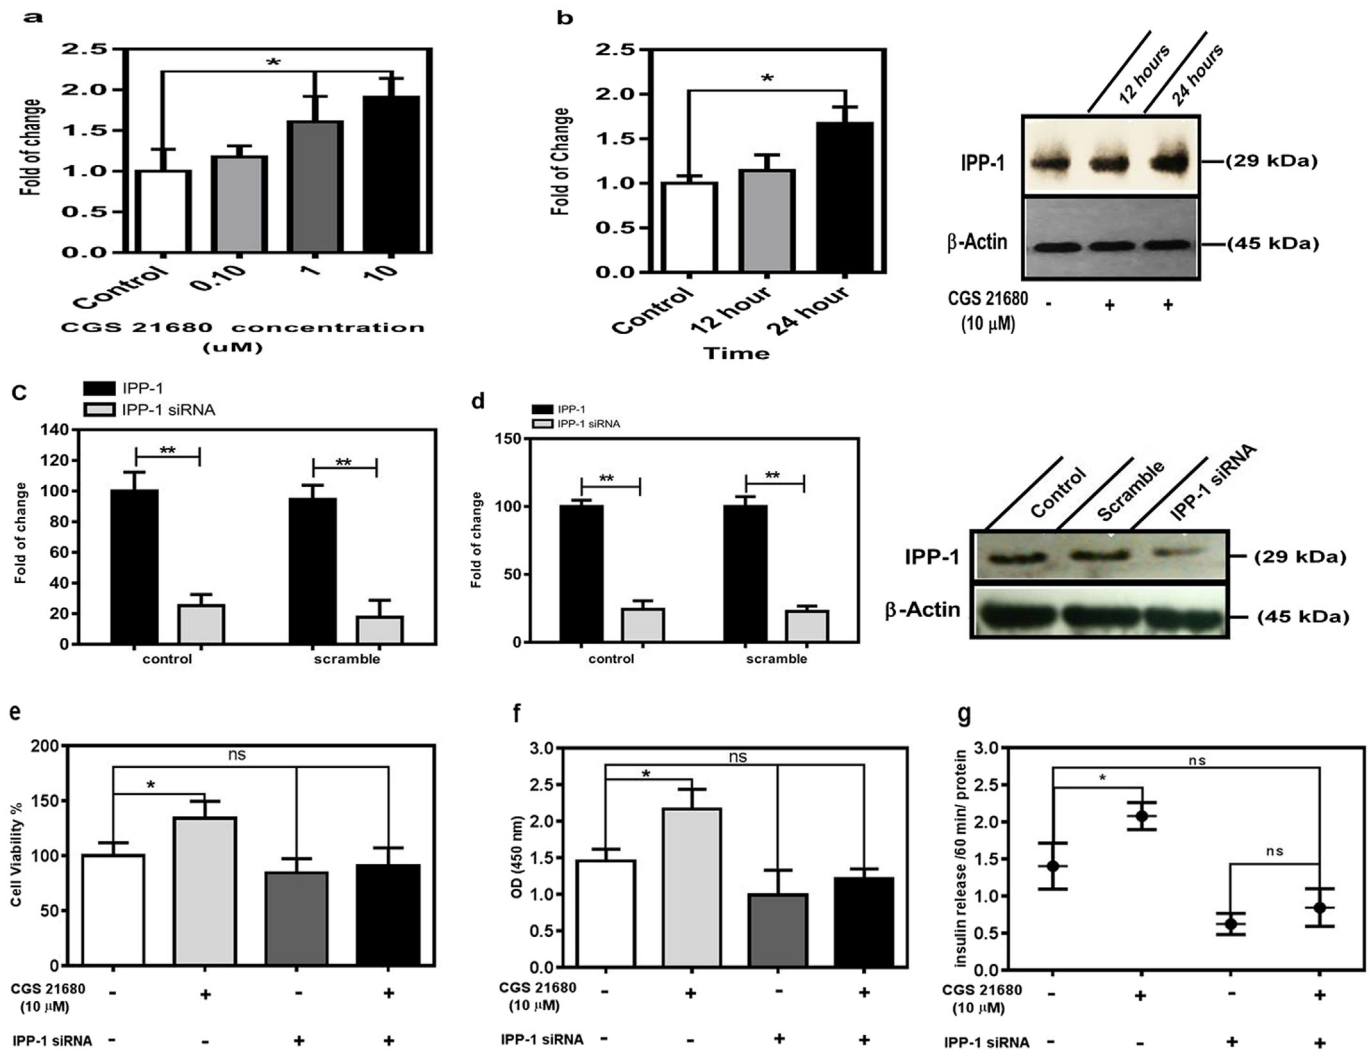 a
Fold of change
2.5
2.0
1.5
1.0
0.5
0.0
*
Control
0.10
1
10
CGS 21680 concentration
(uM)
b
Fold of Change
2.5
2.0
1.5
1.0
0.5
0.0
*
Control
12 hour
24 hour
Time
12 hours
24 hours
IPP-1
(29 kDa)
β-Actin
(45 kDa)
CGS 21680
(10 μM)
- + +
c
IPP-1
IPP-1 siRNA
Fold of change
140
120
100
80
60
40
20
0
**
**
control
scramble
d
IPP-1
IPP-1 siRNA
Fold of change
150
100
50
0
**
**
control
scramble
Control
Scramble
IPP-1 siRNA
IPP-1
(29 kDa)
β-Actin
(45 kDa)
e
Cell Viability %
200
150
100
50
0
ns
*
CGS 21680
(10 μM)
- + - +
IPP-1 siRNA
- - + +
f
OD (450 nm)
3.0
2.5
2.0
1.5
1.0
0.5
0.0
ns
*
CGS 21680
(10 μM)
- + - +
IPP-1 siRNA
- - + +
g
insulin release /60 min/ protein
3.0
2.5
2.0
1.5
1.0
0.5
0.0
ns
*
ns
CGS 21680
(10 μM)
- + - +
IPP-1 siRNA
- - + +